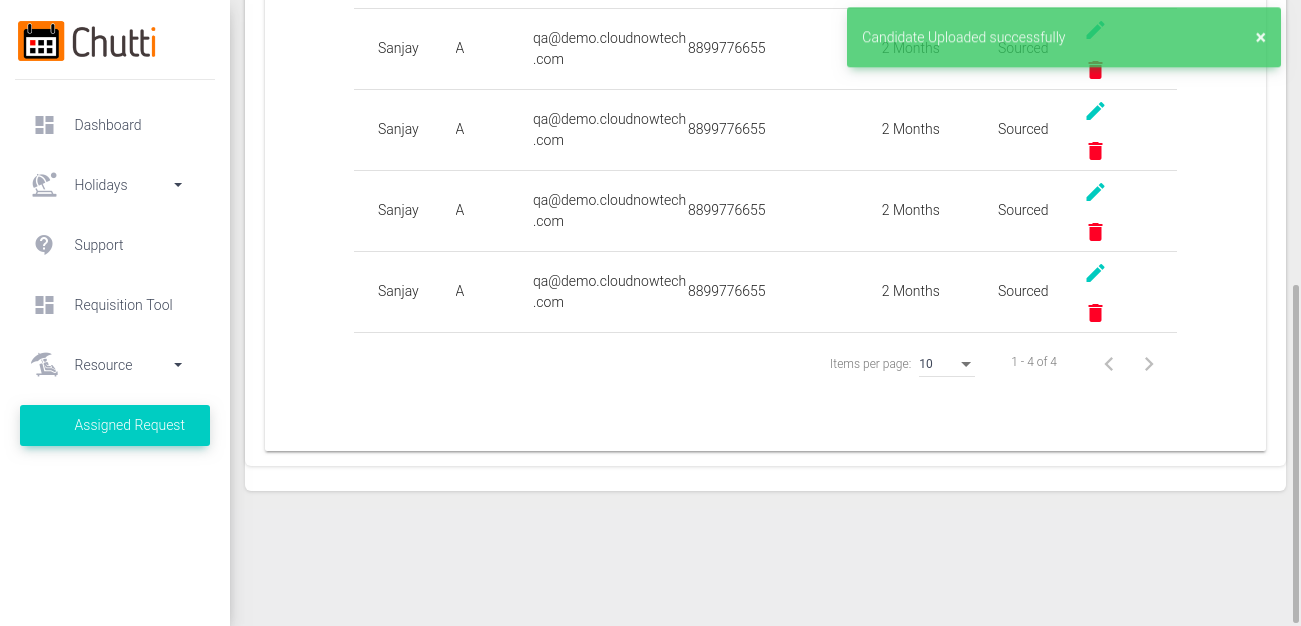 Chutti
Dashboard
Holidays
Support
Requisition Tool
Resource
Assigned Request
Candidate Uploaded successfully ×
Sanjay A qa@demo.cloudnowtech 8899776655 2 Months Sourced
.com
Sanjay A qa@demo.cloudnowtech 8899776655 2 Months Sourced
.com
Sanjay A qa@demo.cloudnowtech 8899776655 2 Months Sourced
.com
Sanjay A qa@demo.cloudnowtech 8899776655 2 Months Sourced
.com
Items per page: 10 1 - 4 of 4